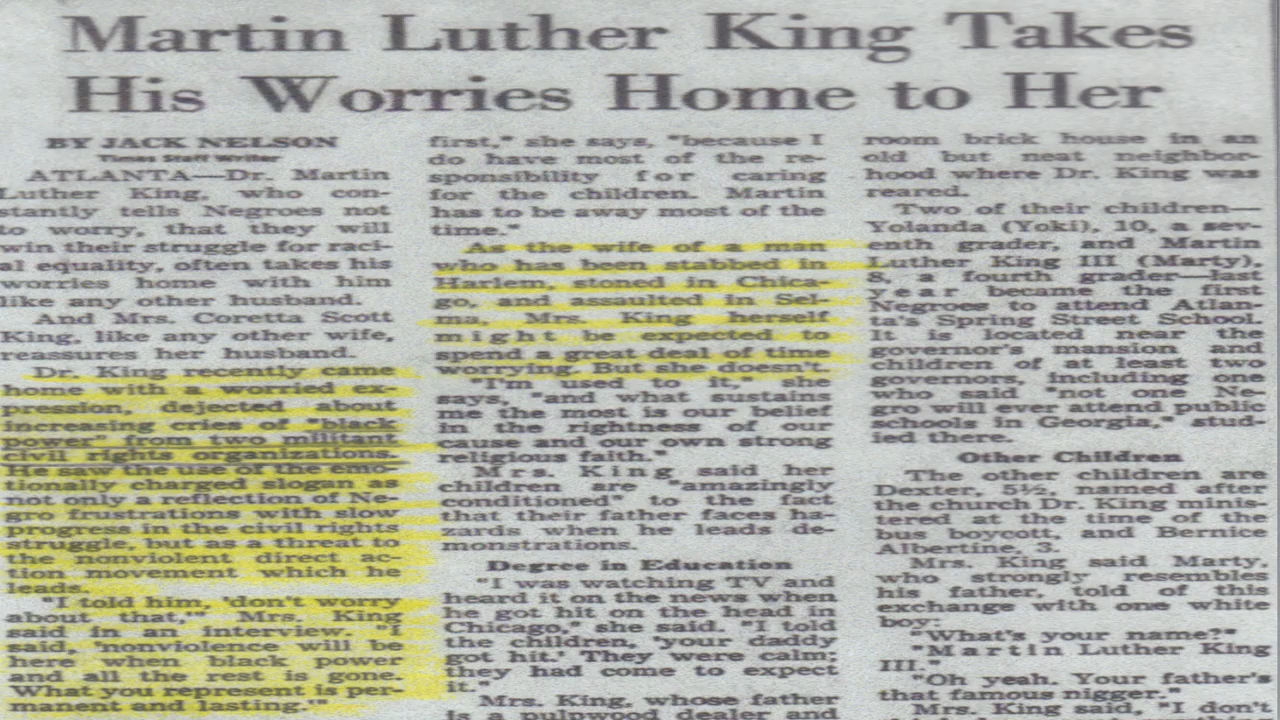 Martin Luther King Takes
His Worries Home to Her
BY JACK NELSON
Times Staff Writer
ATLANTA—Dr. Martin
Luther King, who con-
stantly tells Negroes not
to worry, that they will
win their struggle for raci-
al equality, often takes his
worries home with him
like any other husband.
And Mrs. Coretta Scott
King, like any other wife,
reassures her husband.
Dr. King recently came
home with a worried ex-
pression, dejected about
increasing cries of "black
power" from two militant
civil rights organizations.
He saw the use of the emo-
tionally charged slogan as
not only a reflection of Ne-
gro frustrations with slow
progress in the civil rights
struggle, but as a threat to
the nonviolent direct ac-
tion movement which he
leads.
"I told him, 'don't worry
about that,'" Mrs. King
said in an interview. "I
said, 'nonviolence will be
here when black power
and all the rest is gone.
What you represent is per-
manent and lasting.'"
first," she says, "because I
do have most of the re-
sponsibility for caring
for the children. Martin
has to be away most of the
time."
As the wife of a man
who has been stabbed in
Harlem, stoned in Chica-
go, and assaulted in Sel-
ma, Mrs. King herself
might be expected to
spend a great deal of time
worrying. But she doesn't.
"I'm used to it," she
says, "and what sustains
me the most is our belief
in the rightness of our
cause and our own strong
religious faith."
Mrs. King said her
children are "amazingly
conditioned" to the fact
that their father faces ha-
zards when he leads de-
monstrations.
Degree in Education
"I was watching TV and
heard it on the news when
he got hit on the head in
Chicago," she said. "I told
the children, 'your daddy
got hit.' They were calm;
they had come to expect
it."
Mrs. King, whose father
is a pulpwood dealer and
room brick house in an
old but neat neighbor-
hood where Dr. King was
reared.
Two of their children—
Yolanda (Yoki), 10, a sev-
enth grader, and Martin
Luther King III (Marty),
8, a fourth grader—last
year became the first
Negroes to attend Atlan-
ta's Spring Street School.
It is located near the
governor's mansion and
children of at least two
governors, including one
who said "not one Ne-
gro will ever attend public
schools in Georgia," stud-
ied there.
Other Children
The other children are
Dexter, 5½, named after
the church Dr. King minis-
tered at the time of the
bus boycott, and Bernice
Albertine, 3.
Mrs. King said Marty,
who strongly resembles
his father, told of this
exchange with one white
boy:
"What's your name?"
"Martin Luther King
III."
"Oh yeah. Your father's
that famous nigger."
Mrs. King said, "I don't